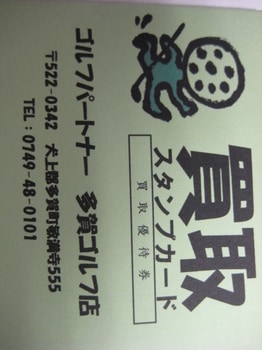 買取
スタンプカード
買取優待券
ゴルフパートナー 多賀ゴルフ店
〒522-0342 犬上郡多賀町敏満寺555
TEL:0749-48-0101